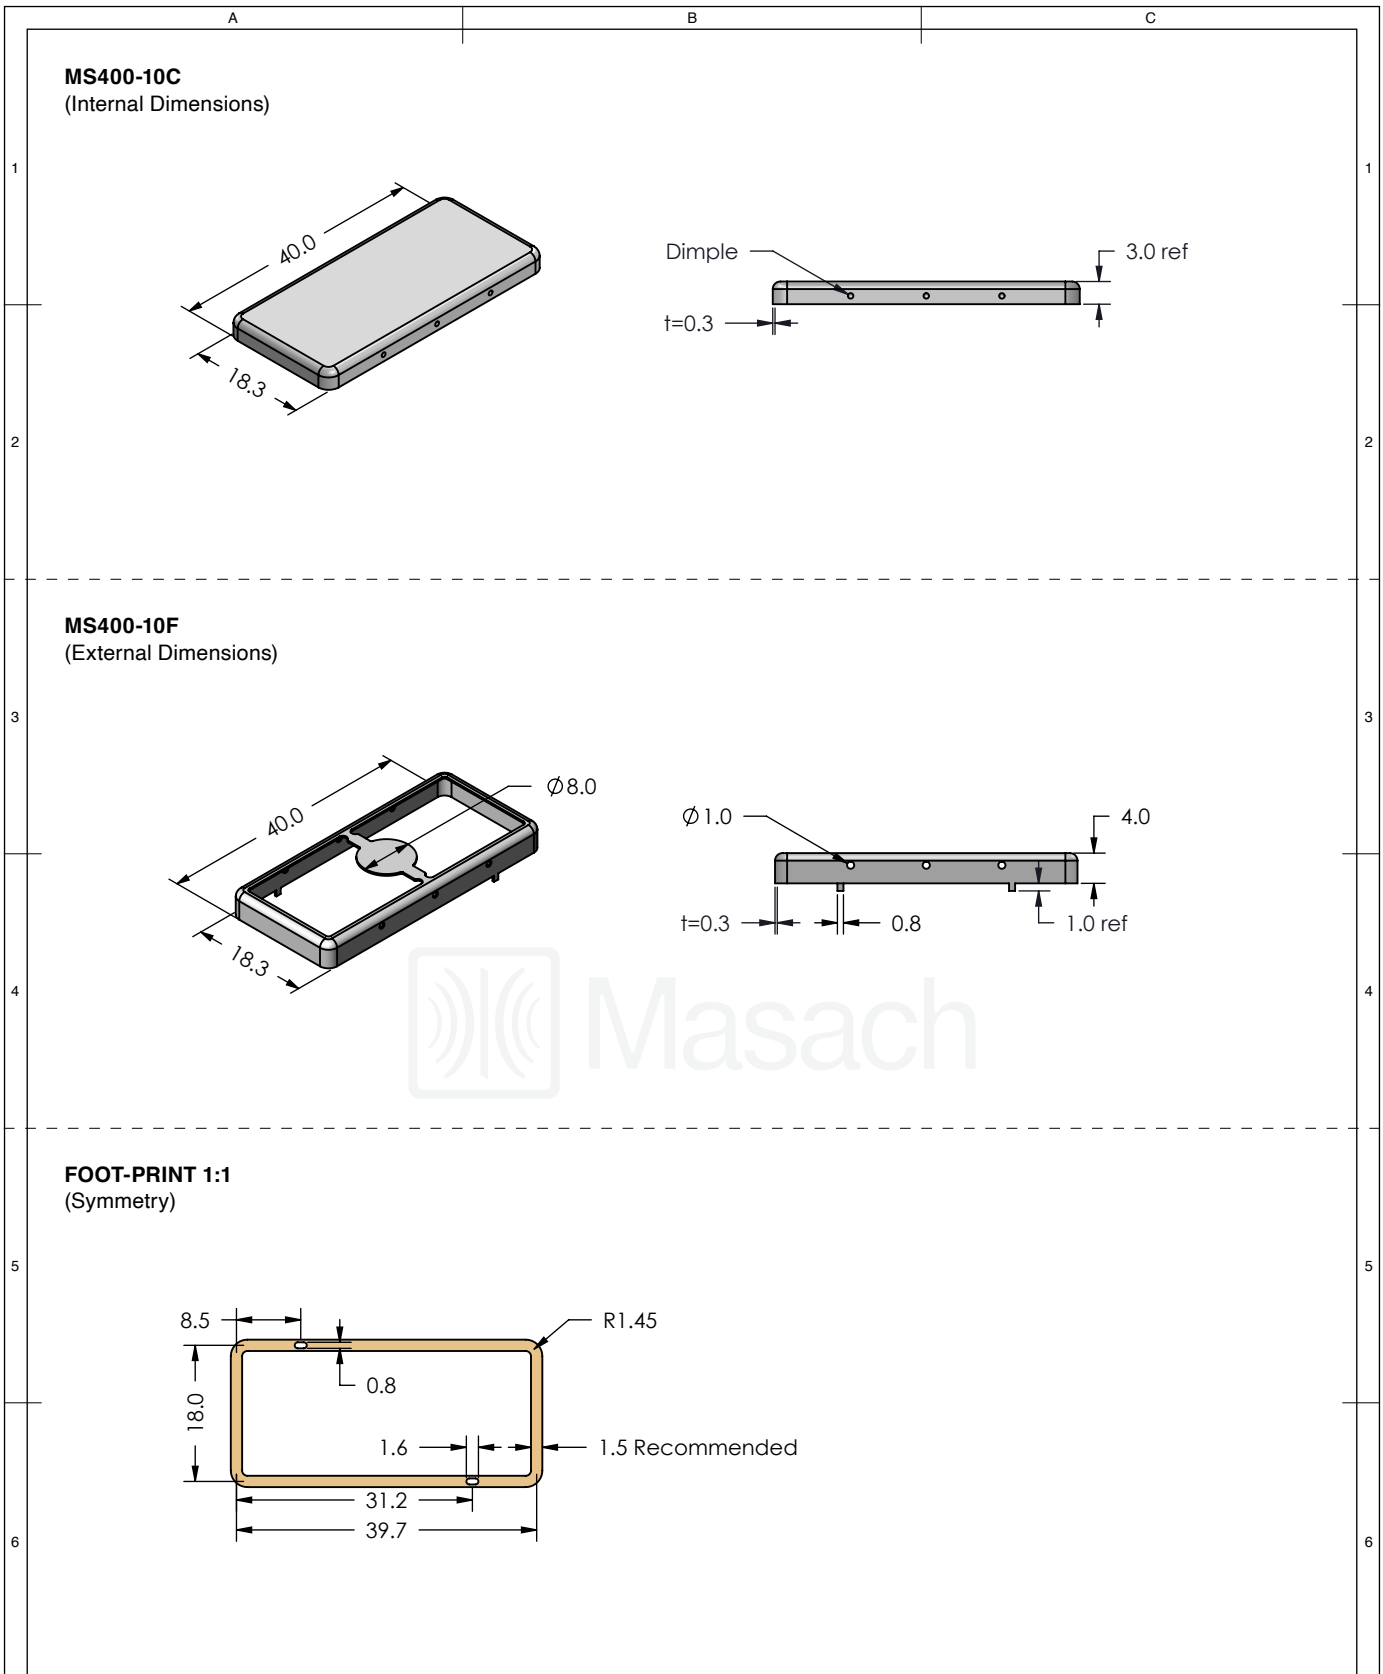 A B C
MS400-10C
(Internal Dimensions)
1 1
40.0
18.3
Dimple
3.0 ref
t=0.3
2 2
MS400-10F
(External Dimensions)
3 3
40.0
Ø8.0
18.3
Ø1.0
4.0
t=0.3
0.8
1.0 ref
Masach
4 4
FOOT-PRINT 1:1
(Symmetry)
5 5
8.5
R1.45
0.8
18.0
1.6
1.5 Recommended
31.2
39.7
6 6